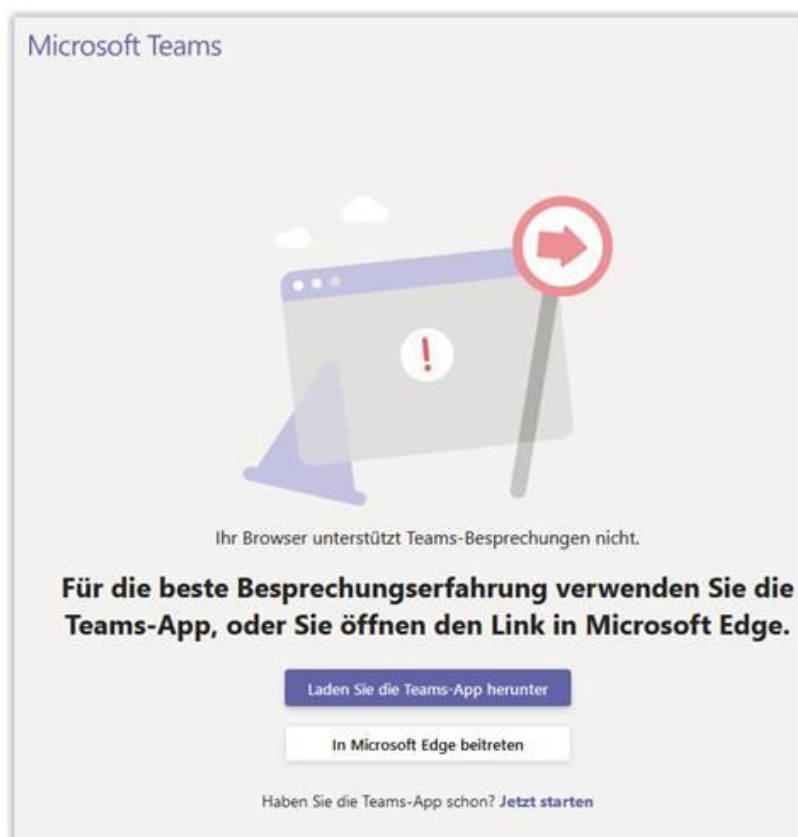 Microsoft Teams
Ihr Browser unterstützt Teams-Besprechungen nicht.
Für die beste Besprechungserfahrung verwenden Sie die
Teams-App, oder Sie öffnen den Link in Microsoft Edge.
Laden Sie die Teams-App herunter
In Microsoft Edge beitreten
Haben Sie die Teams-App schon? Jetzt starten